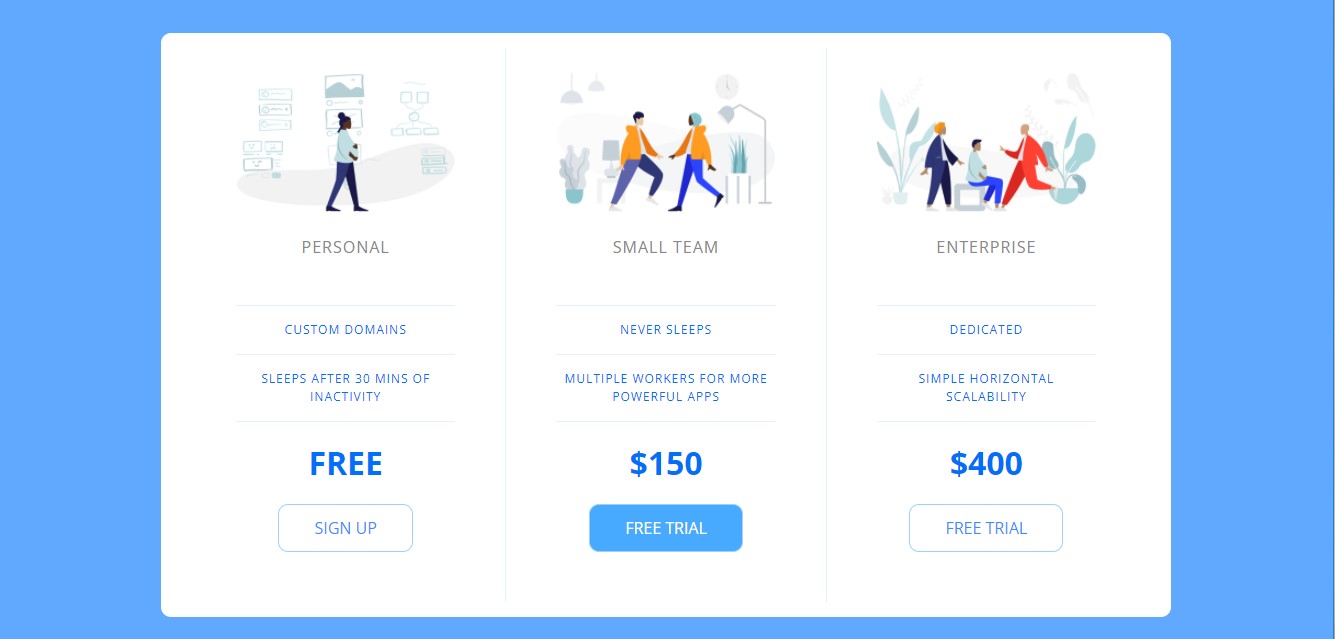 PERSONAL
CUSTOM DOMAINS
SLEEPS AFTER 30 MINS OF
INACTIVITY
FREE
SIGN UP
SMALL TEAM
NEVER SLEEPS
MULTIPLE WORKERS FOR MORE
POWERFUL APPS
$150
FREE TRIAL
ENTERPRISE
DEDICATED
SIMPLE HORIZONTAL
SCALABILITY
$400
FREE TRIAL